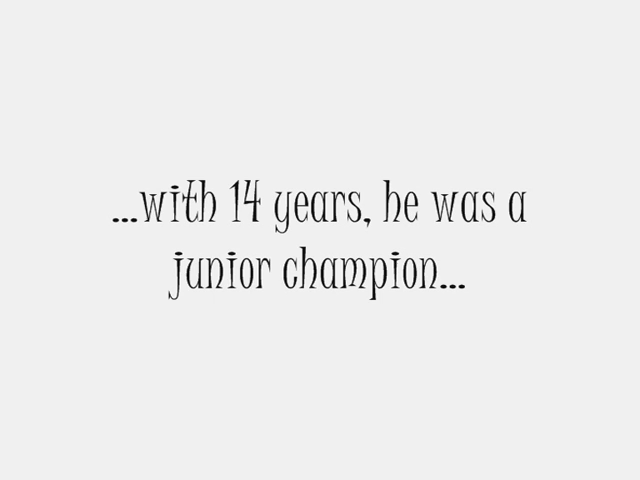 ...with 14 years, he was a
junior champion...